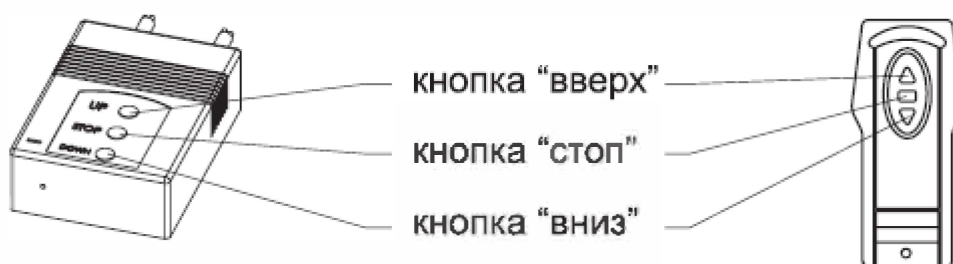 UP
STOP
DOWN
кнопка “вверх”
кнопка “стоп”
кнопка “вниз”